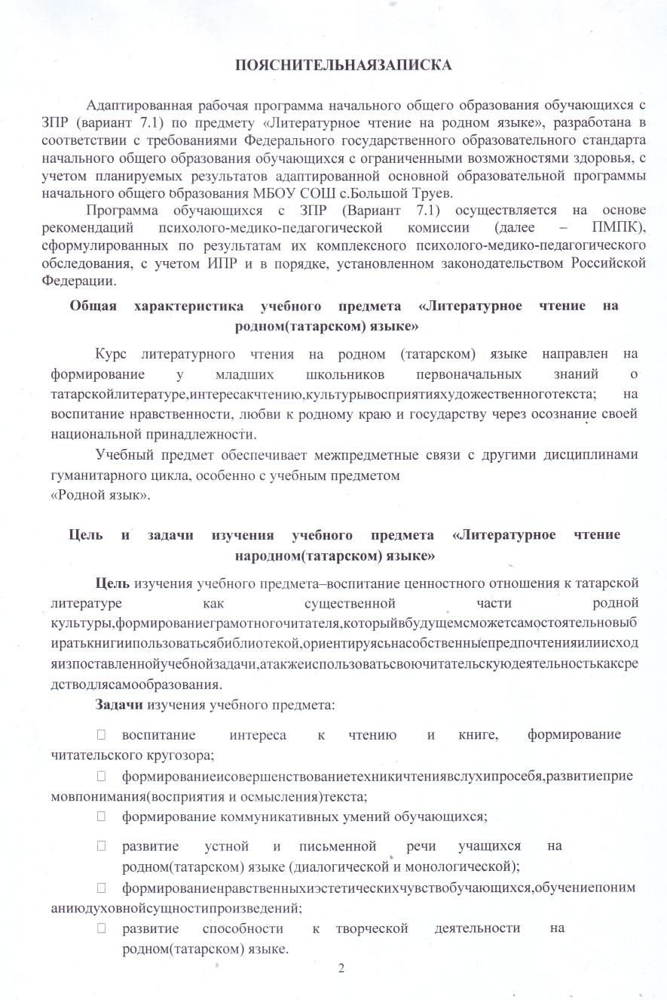 ПОЯСНИТЕЛЬНАЯЗАПИСКА
Адаптированная рабочая программа начального общего образования обучающихся с
ЗПР (вариант 7.1) по предмету «Литературное чтение на родном языке», разработана в
соответствии с требованиями Федерального государственного образовательного стандарта
начального общего образования обучающихся с ограниченными возможностями здоровья, с
учетом планируемых результатов адаптированной основной образовательной программы
начального общего образования МБОУ СОШ с.Большой Труев.
Программа обучающихся с ЗПР (Вариант 7.1) осуществляется на основе
рекомендаций психолого-медико-педагогической комиссии (далее – ПМПК),
сформулированных по результатам их комплексного психолого-медико-педагогического
обследования, с учетом ИПР и в порядке, установленном законодательством Российской
Федерации.
Общая характеристика учебного предмета «Литературное чтение на
родном(татарском) языке»
Курс литературного чтения на родном (татарском) языке направлен на
формирование у младших школьников первоначальных знаний о
татарскойлитературе,интересакчтению,культурывосприятияхудожественноготекста; на
воспитание нравственности, любви к родному краю и государству через осознание своей
национальной принадлежности.
Учебный предмет обеспечивает межпредметные связи с другими дисциплинами
гуманитарного цикла, особенно с учебным предметом
«Родной язык».
Цель и задачи изучения учебного предмета «Литературное чтение
народном(татарском) языке»
Цель изучения учебного предмета–воспитание ценностного отношения к татарской
литературе как существенной части родной
культуры,формированиеграмотногочитателя,которыйвбудущемсможетсамостоятельновыб
иратькнигиипользоватьсябиблиотекой,ориентируясьнасобственныепредпочтенияилиисход
яизпоставленнойучебнойзадачи,атакжеиспользоватьсвоючитательскуюдеятельностькаксре
дстводлясамообразования.
Задачи изучения учебного предмета:
□ воспитание интереса к чтению и книге, формирование
читательского кругозора;
□ формированиеисовершенствованиетехникичтениявслухипросебя,развитиеприе
мовпонимания(восприятия и осмысления)текста;
□ формирование коммуникативных умений обучающихся;
□ развитие устной и письменной речи учащихся на
родном(татарском) языке (диалогической и монологической);
□ формированиенравственныхиэстетическихчувствобучающихся,обучениепоним
аниюдуховнойсущностипроизведений;
□ развитие способности к творческой деятельности на
родном(татарском) языке.
2